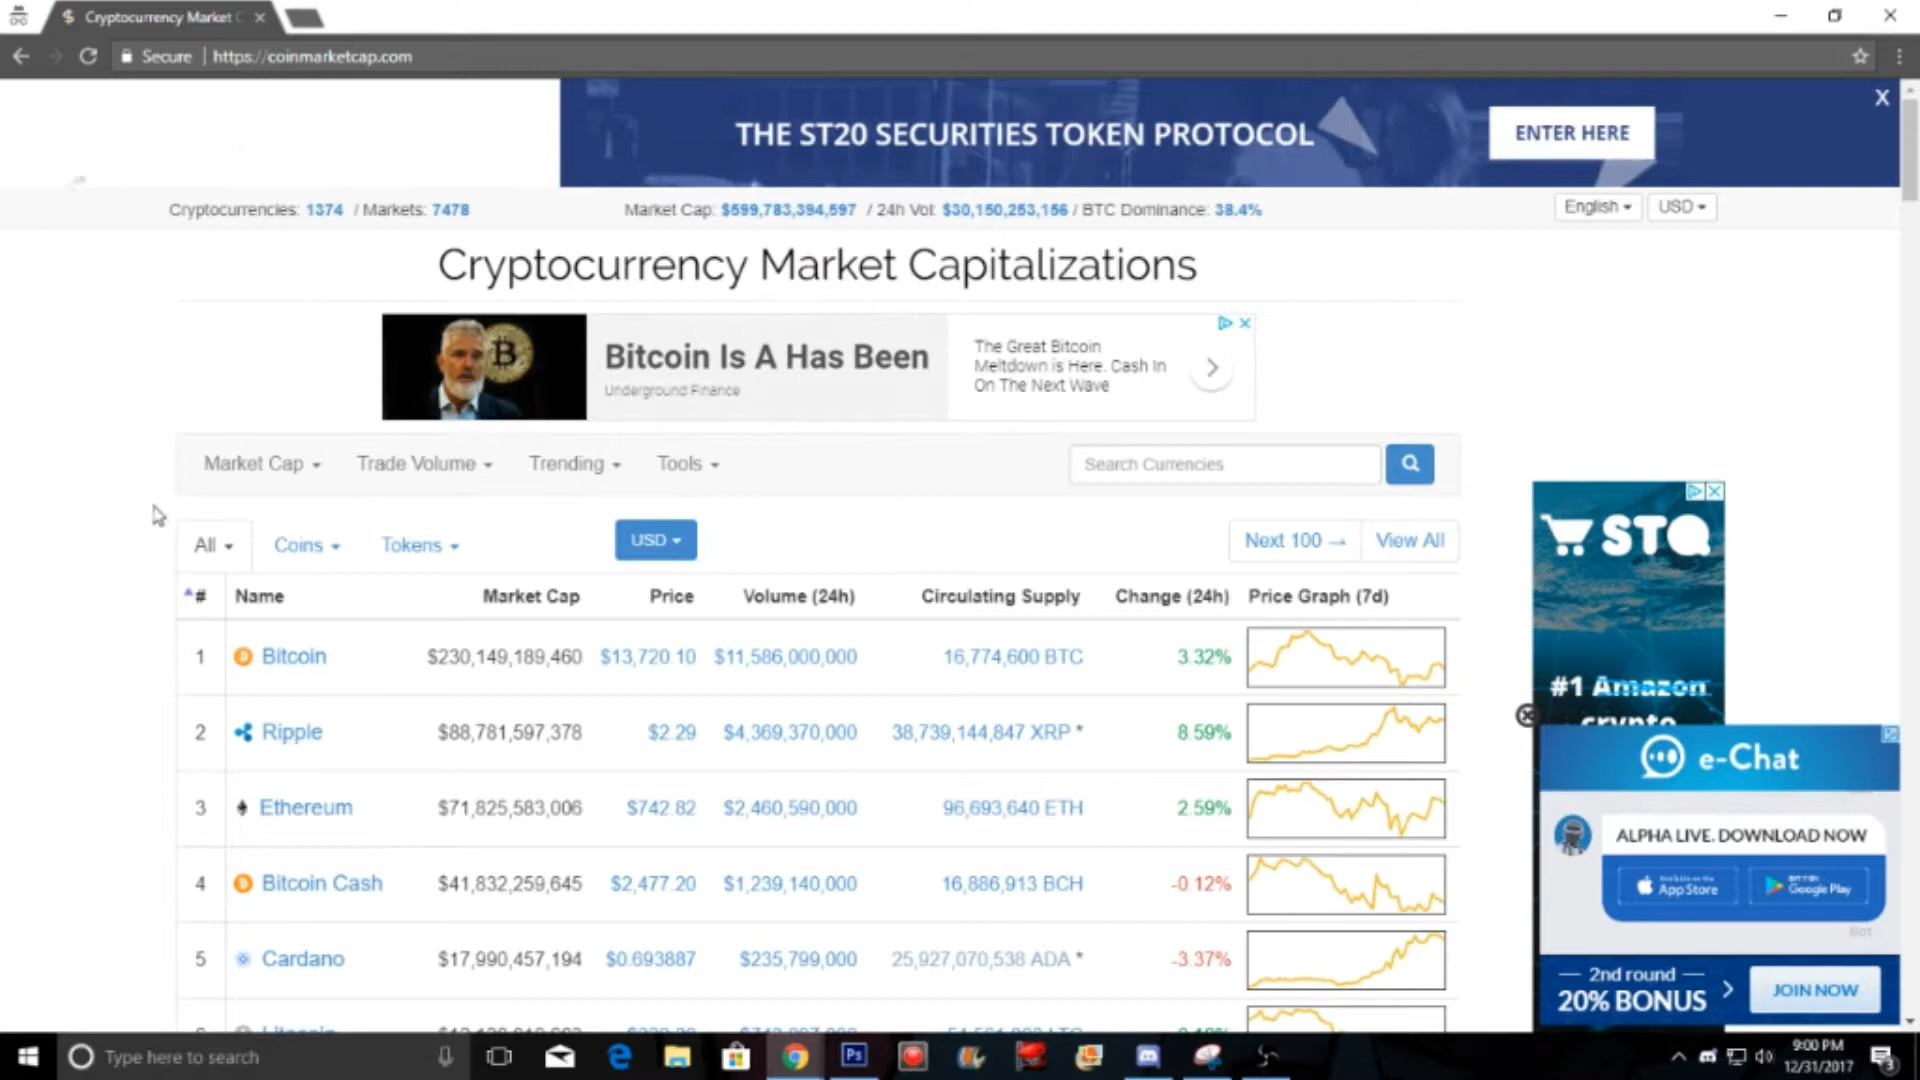 Cryptocurrency Market C
Secure | https://coinmarketcap.com
THE ST20 SECURITIES TOKEN PROTOCOL
ENTER HERE
X
Cryptocurrencies: 1374 / Markets: 7478
Market Cap: $599,783,394,597 / 24h Vol: $30,150,253,156 / BTC Dominance: 38.4%
English
USD
Cryptocurrency Market Capitalizations
Bitcoin Is A Has Been
Underground Finance
The Great Bitcoin
Meltdown is Here. Cash In
On The Next Wave
Market Cap
Trade Volume
Trending
Tools
Search Currencies
All
Coins
Tokens
USD
Next 100 →
View All
# Name Market Cap Price Volume (24h) Circulating Supply Change (24h) Price Graph (7d)
1 Bitcoin $230,149,189,460 $13,720.10 $11,586,000,000 16,774,600 BTC 3.32%
2 Ripple $88,781,597,378 $2.29 $4,369,370,000 38,739,144,847 XRP * 8.59%
3 Ethereum $71,825,583,006 $742.82 $2,460,590,000 96,693,640 ETH 2.59%
4 Bitcoin Cash $41,832,259,645 $2,477.20 $1,239,140,000 16,886,913 BCH -0.12%
5 Cardano $17,990,457,194 $0.693887 $235,799,000 25,927,070,538 ADA * -3.37%
STQ
#1 Amazon
crypto
e-Chat
ALPHA LIVE. DOWNLOAD NOW
App Store
Google Play
Bot
2nd round
20% BONUS
JOIN NOW
Type here to search
Ps
9:00 PM
12/31/2017
3